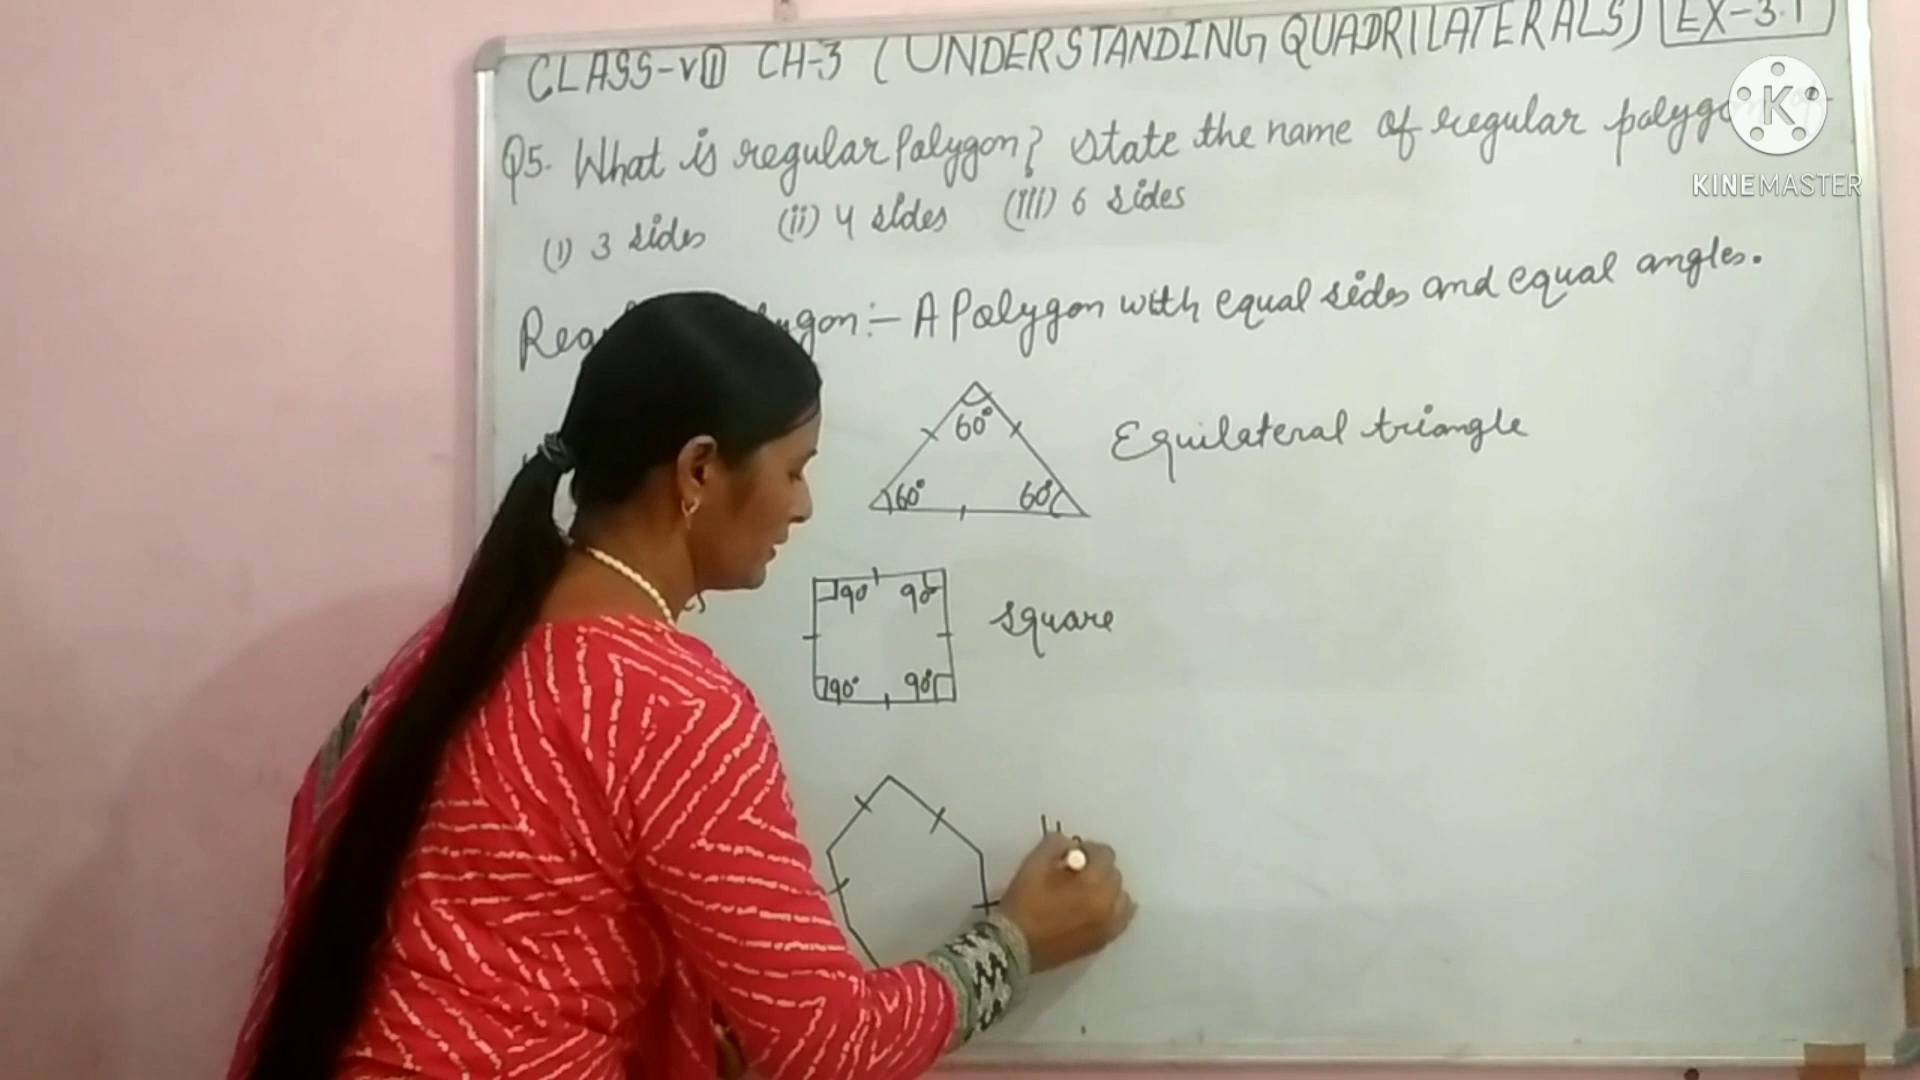 CLASS-VIII CH-3 (UNDERSTANDING QUADRILATERALS) EX-3.1
Q5. What is regular Polygon? state the name of regular
(i) 3 sides (ii) 4 sides (iii) 6 sides
:- A Polygon with equal sides and equal angles.
60°
60° 60°
Equilateral triangle
90° 90°
90° 90°
square
K
KINEMASTER